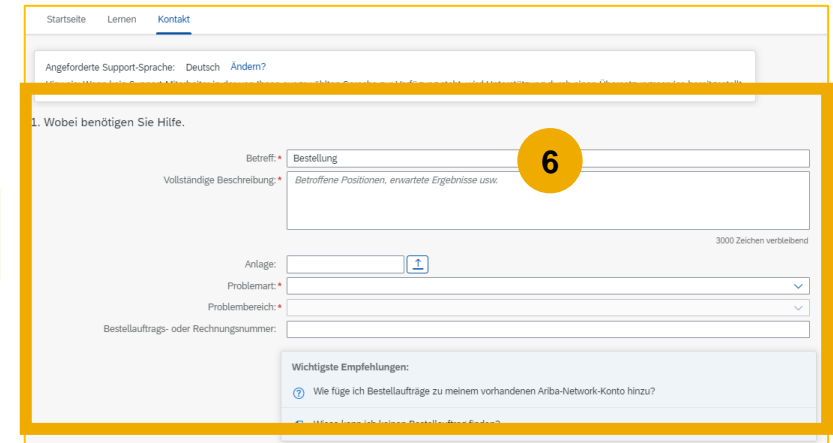 Startseite Lernen Kontakt
Angeforderte Support-Sprache: Deutsch Ändern?
1. Wobei benötigen Sie Hilfe.
Betreff:* Bestellung
6
Vollständige Beschreibung:* Betroffene Positionen, erwartete Ergebnisse usw.
3000 Zeichen verbleibend
Anlage:
Problemart:*
Problembereich:*
Bestellauftrags- oder Rechnungsnummer:
Wichtigste Empfehlungen:
Wie füge ich Bestellaufträge zu meinem vorhandenen Ariba-Network-Konto hinzu?